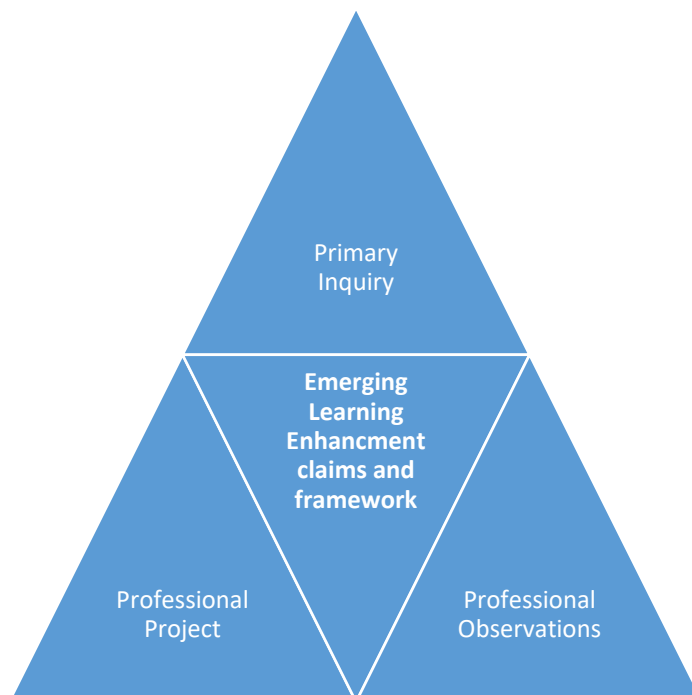 Primary
Inquiry
Emerging
Learning
Enhancment
claims and
framework
Professional
Project
Professional
Observations